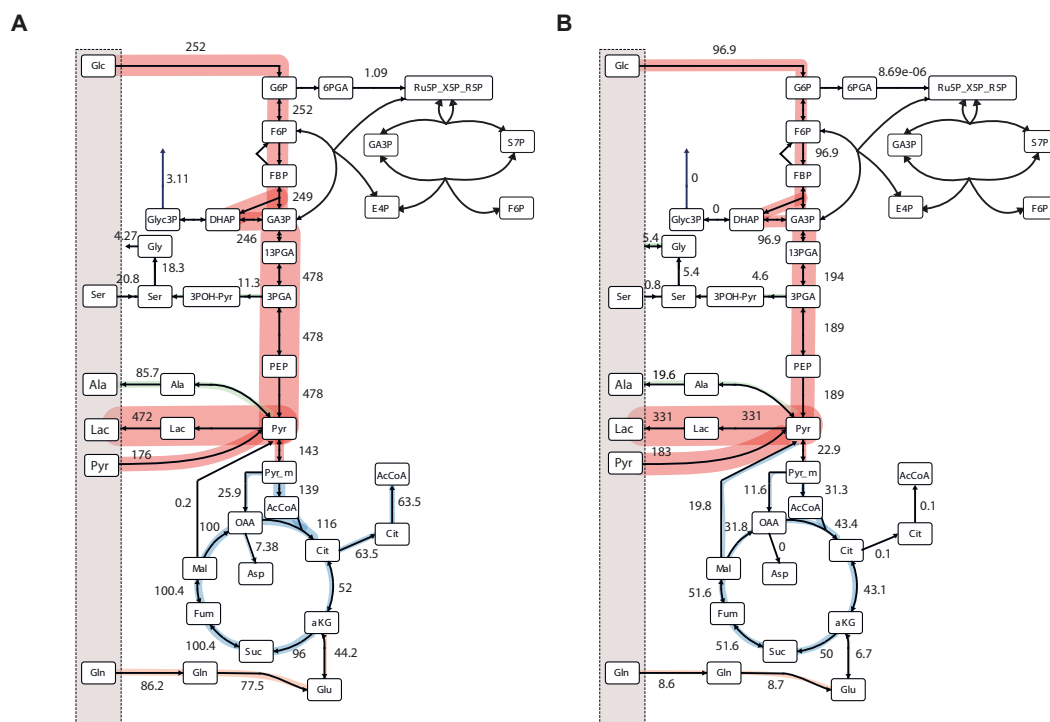 A
252
Glc
G6P
6PGA
1.09
Ru5P_X5P_R5P
252
F6P
GA3P
S7P
3.11
FBP
249
E4P
F6P
Glyc3P
DHAP
GA3P
246
4.27
Gly
13PGA
18.3
478
20.8
11.3
Ser
Ser
3POH-Pyr
3PGA
478
PEP
85.7
Ala
Ala
478
472
Lac
Lac
Pyr
176
143
Pyr
Pyr_m
AcCoA
25.9
139
0.2
AcCoA
63.5
100
OAA
116
7.38
Cit
Cit
63.5
Mal
Asp
100.4
52
Fum
aKG
100.4
Suc
96
44.2
Gln
Gln
86.2
77.5
Glu
B
96.9
Glc
G6P
6PGA
8.69e-06
Ru5P_X5P_R5P
F6P
GA3P
S7P
96.9
0
FBP
E4P
F6P
Glyc3P
0
DHAP
GA3P
96.9
5.4
Gly
13PGA
5.4
194
0.8
4.6
Ser
Ser
3POH-Pyr
3PGA
189
PEP
19.6
Ala
Ala
189
331
331
Lac
Lac
Pyr
183
22.9
Pyr
Pyr_m
AcCoA
11.6
31.3
19.8
AcCoA
0.1
31.8
OAA
43.4
0
Cit
Cit
0.1
Mal
Asp
51.6
43.1
Fum
aKG
51.6
Suc
50
6.7
Gln
Gln
8.6
8.7
Glu